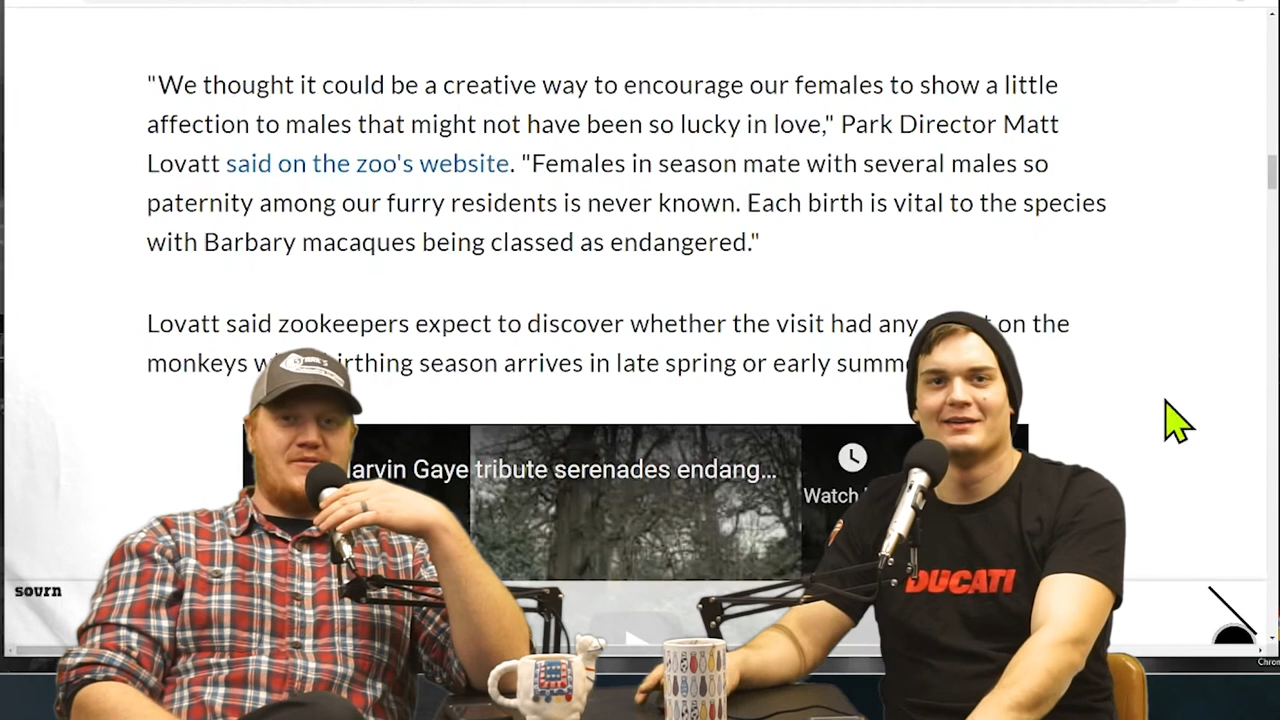 "We thought it could be a creative way to encourage our females to show a little
affection to males that might not have been so lucky in love," Park Director Matt
Lovatt said on the zoo's website. "Females in season mate with several males so
paternity among our furry residents is never known. Each birth is vital to the species
with Barbary macaques being classed as endangered."
Lovatt said zookeepers expect to discover whether the visit had any on the
monkeys season arrives in late spring or early
Gaye tribute serenades endang...
Watch
DUCATI
sourn
Chron